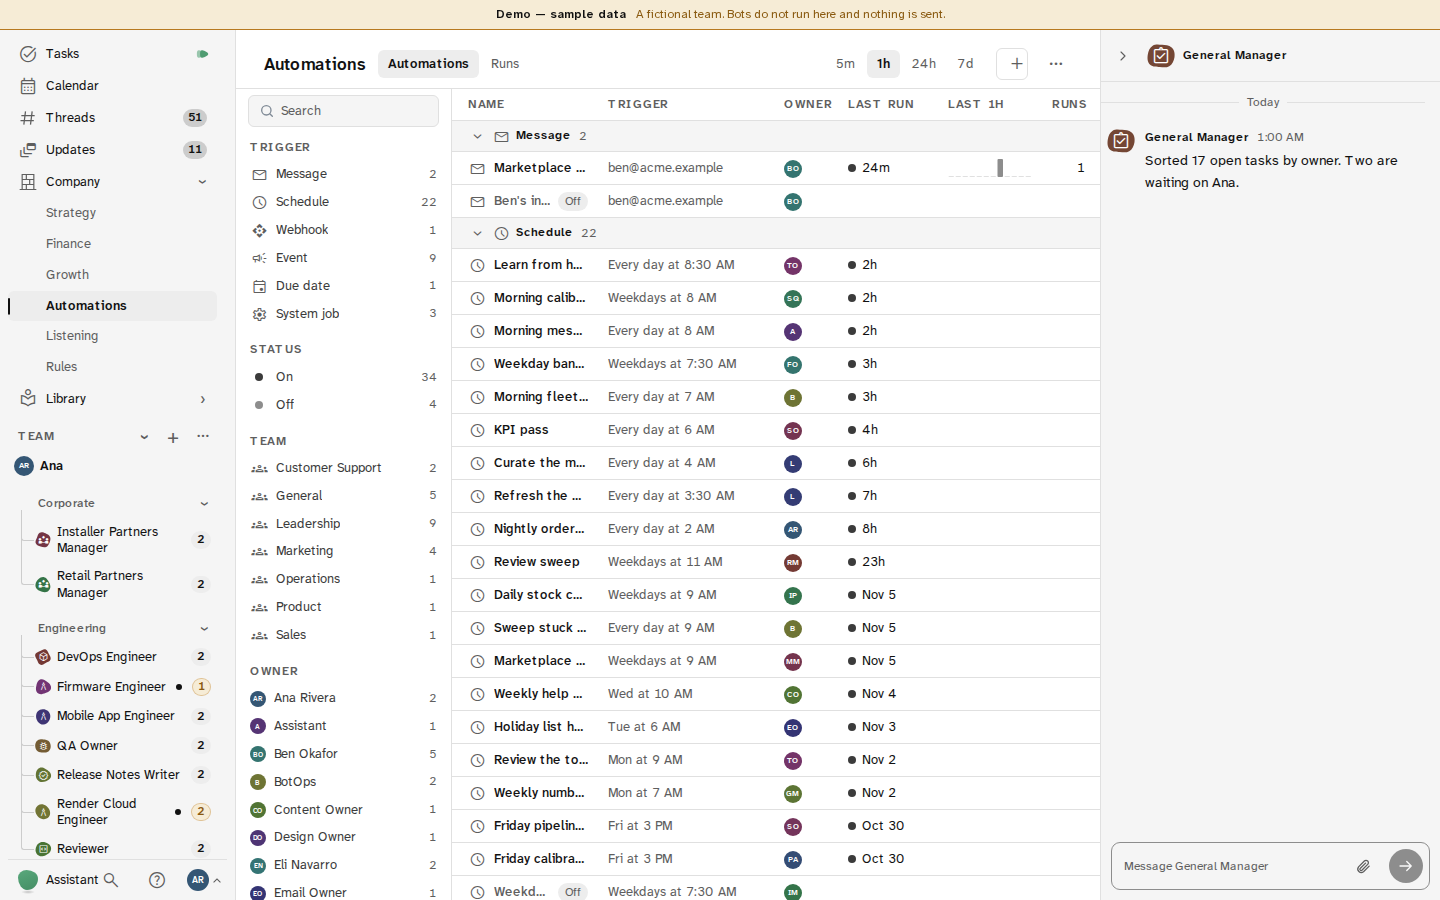 Demo — sample data A fictional team. Bots do not run here and nothing is sent.
Tasks
Calendar
Threads 51
Updates 11
Company
Strategy
Finance
Growth
Automations
Listening
Rules
Library
TEAM
AR Ana
Corporate
Installer Partners Manager 2
Retail Partners Manager 2
Engineering
DevOps Engineer 2
Firmware Engineer 1
Mobile App Engineer 2
QA Owner 2
Release Notes Writer 2
Render Cloud Engineer 2
Reviewer 2
Assistant AR
Automations Automations Runs 5m 1h 24h 7d
Search
TRIGGER
Message 2
Schedule 22
Webhook 1
Event 9
Due date 1
System job 3
STATUS
On 34
Off 4
TEAM
Customer Support 2
General 5
Leadership 9
Marketing 4
Operations 1
Product 1
Sales 1
OWNER
AR Ana Rivera 2
A Assistant 1
BO Ben Okafor 5
B BotOps 2
CO Content Owner 1
DO Design Owner 1
EN Eli Navarro 2
EO Email Owner 1
NAME TRIGGER OWNER LAST RUN LAST 1H RUNS
Message 2
Marketplace ... ben@acme.example BO 24m 1
Ben's in... Off ben@acme.example BO
Schedule 22
Learn from h... Every day at 8:30 AM TO 2h
Morning calib... Weekdays at 8 AM SG 2h
Morning mes... Every day at 8 AM A 2h
Weekday ban... Weekdays at 7:30 AM FO 3h
Morning fleet... Every day at 7 AM B 3h
KPI pass Every day at 6 AM SO 4h
Curate the m... Every day at 4 AM L 6h
Refresh the ... Every day at 3:30 AM L 7h
Nightly order... Every day at 2 AM AR 8h
Review sweep Weekdays at 11 AM RM 23h
Daily stock c... Weekdays at 9 AM IP Nov 5
Sweep stuck ... Every day at 9 AM B Nov 5
Marketplace ... Weekdays at 9 AM MM Nov 5
Weekly help ... Wed at 10 AM CO Nov 4
Holiday list h... Tue at 6 AM EO Nov 3
Review the to... Mon at 9 AM TO Nov 2
Weekly numb... Mon at 7 AM GM Nov 2
Friday pipelin... Fri at 3 PM SO Oct 30
Friday calibra... Fri at 3 PM PA Oct 30
Weekd... Off Weekdays at 7:30 AM IM
General Manager
Today
General Manager 1:00 AM
Sorted 17 open tasks by owner. Two are
waiting on Ana.
Message General Manager